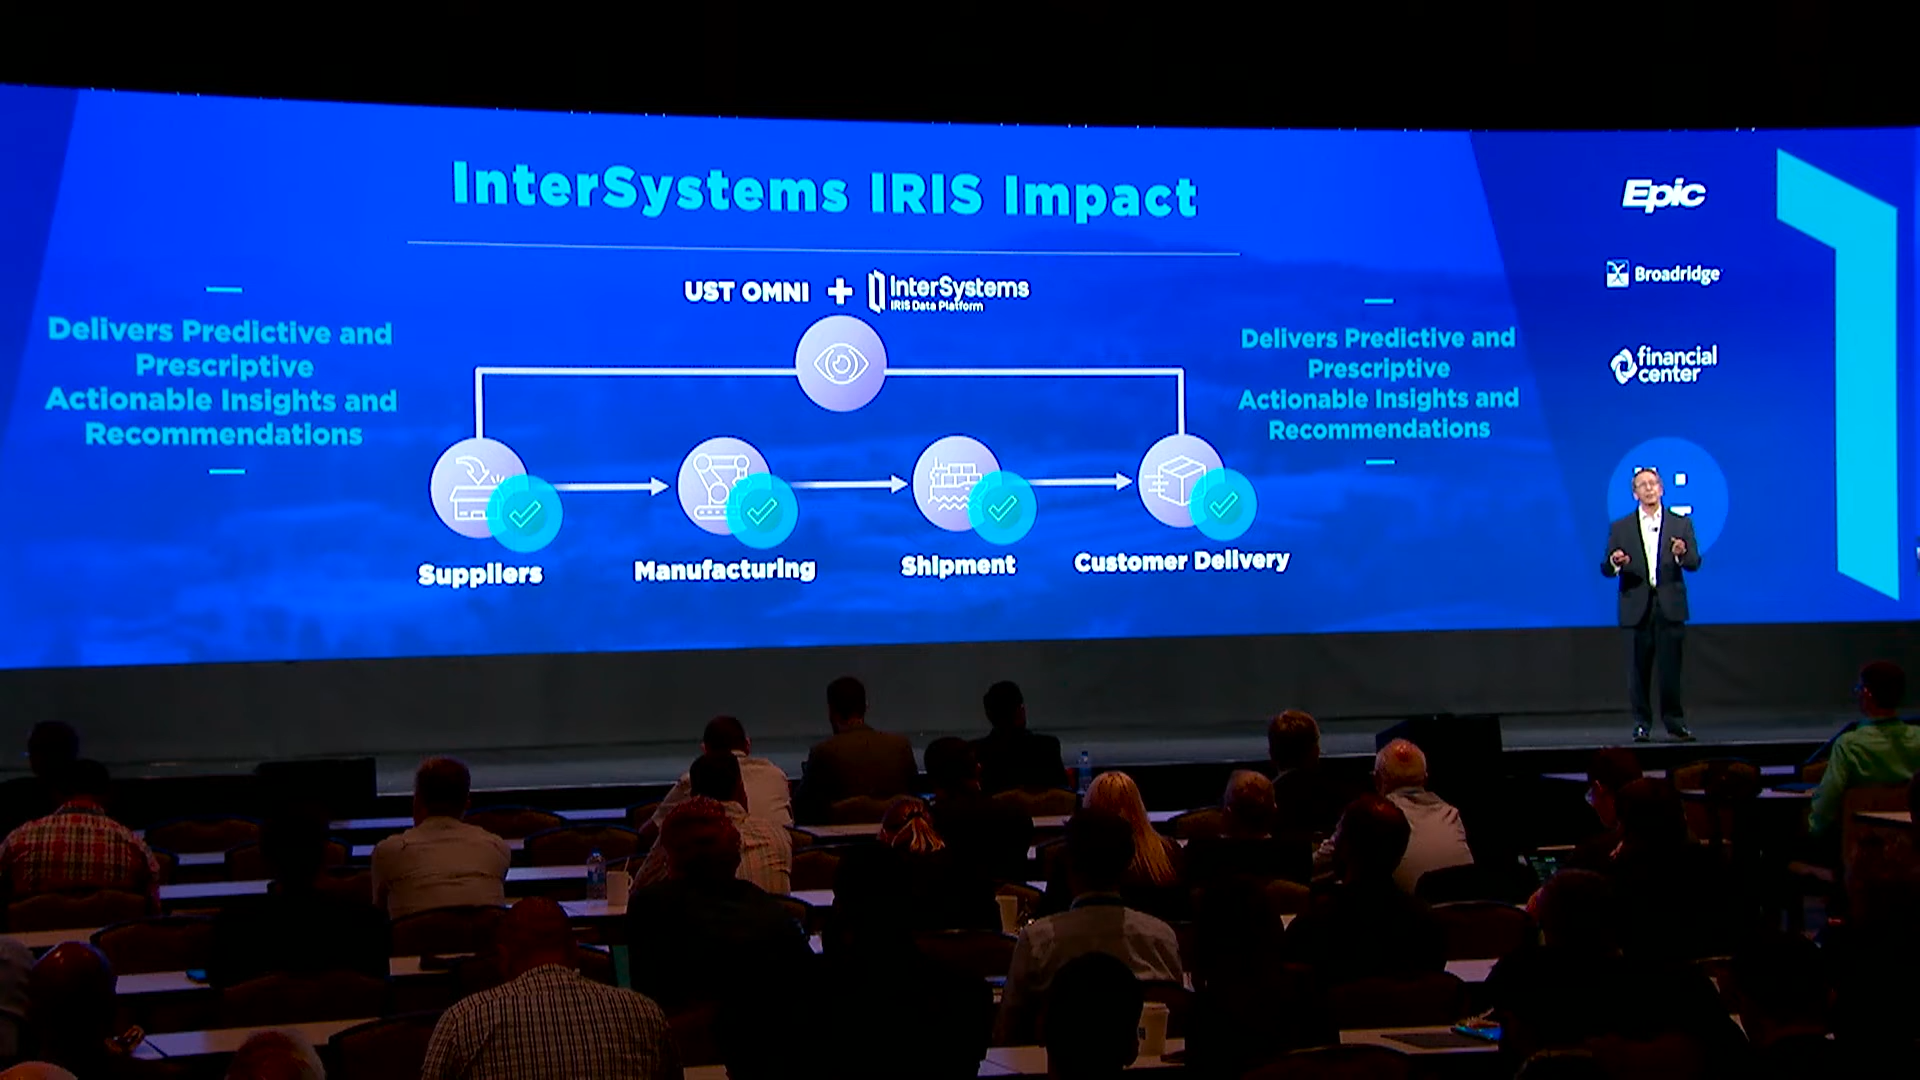 InterSystems IRIS Impact
UST OMNI + InterSystems
IRIS Data Platform
Delivers Predictive and
Prescriptive
Actionable Insights and
Recommendations
Suppliers
Manufacturing
Shipment
Customer Delivery
Delivers Predictive and
Prescriptive
Actionable Insights and
Recommendations
Epic
Broadridge
financial
center